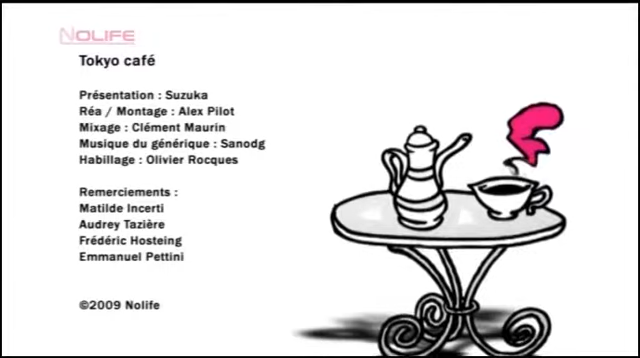 NOLIFE
Tokyo café
Présentation : Suzuka
Réa / Montage : Alex Pilot
Mixage : Clément Maurin
Musique du générique : Sanodg
Habillage : Olivier Rocques
Remerciements :
Matilde Incerti
Audrey Tazière
Frédéric Hosteing
Emmanuel Pettini
©2009 Nolife